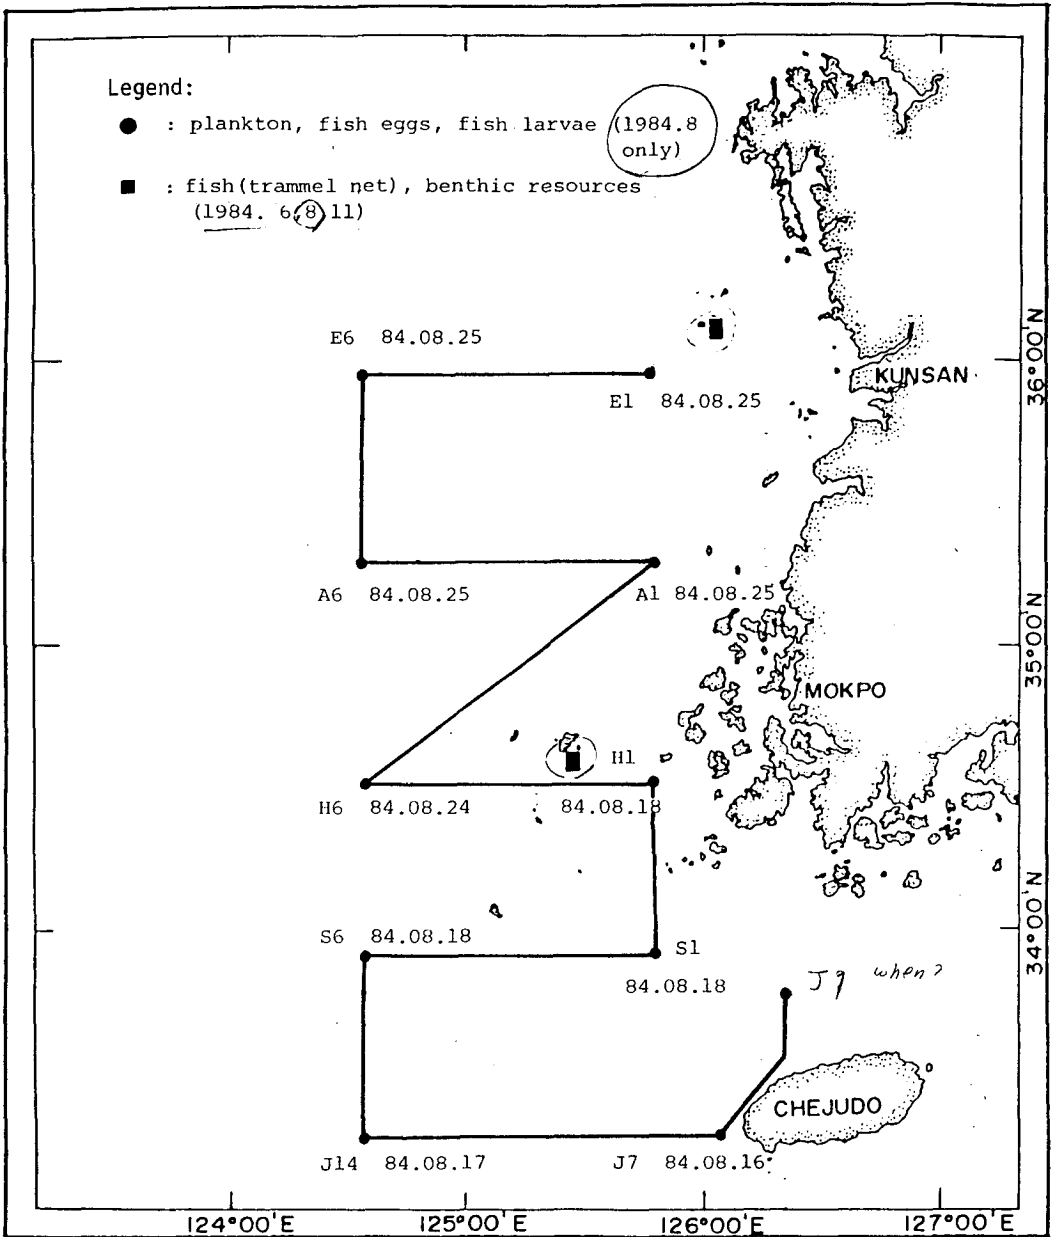 Legend:
● : plankton, fish eggs, fish larvae (1984.8
only)
■ : fish(trammel net), benthic resources
(1984. 6,8,11)
E6 84.08.25
36°00'N
KUNSAN
E1 84.08.25
A6 84.08.25
A1 84.08.25
35°00'N
MOKPO
H1
H6 84.08.24
84.08.18
S6 84.08.18
S1
34°00'N
84.08.18
J9 when?
CHEJUDO
J14 84.08.17
J7 84.08.16
124°00'E
125°00'E
126°00'E
127°00'E